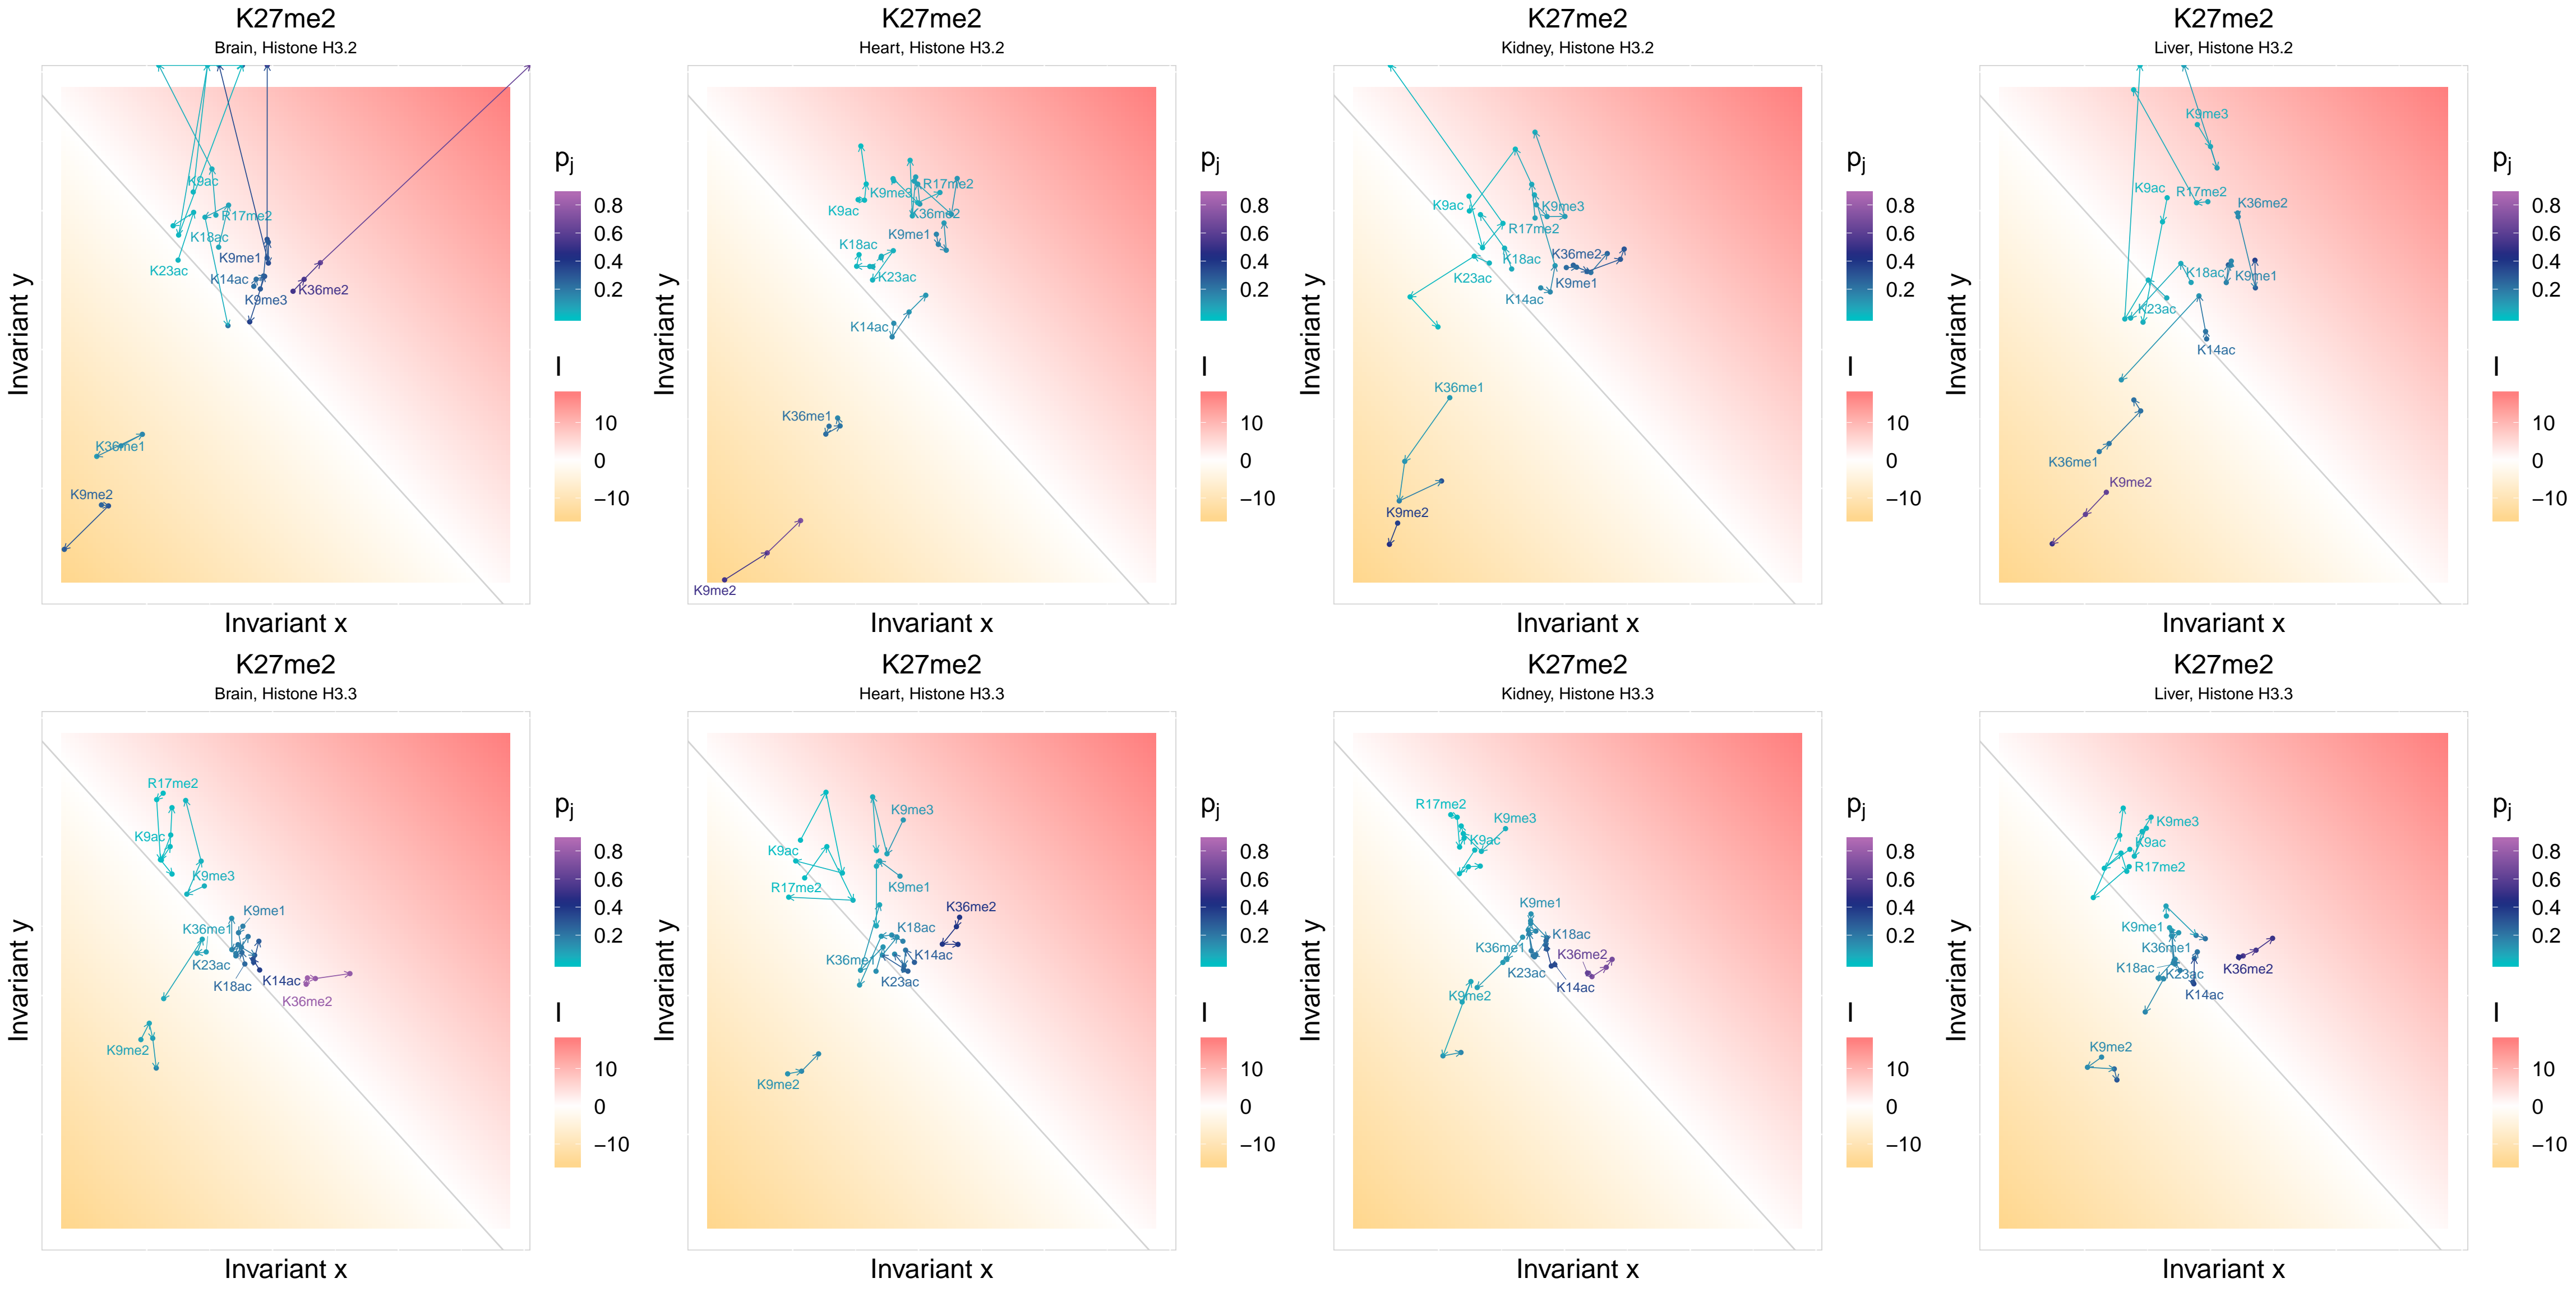 K27me2
Brain, Histone H3.2
Invariant y
K9ac
R17me2
K18ac
K9me1
K23ac
K14ac
K36me2
K9me3
K36me1
K9me2
Invariant x
pj
0.8
0.6
0.4
0.2
I
10
0
−10
K27me2
Heart, Histone H3.2
Invariant y
R17me2
K9me3
K9ac
K36me2
K9me1
K18ac
K23ac
K14ac
K36me1
K9me2
Invariant x
pj
0.8
0.6
0.4
0.2
I
10
0
−10
K27me2
Kidney, Histone H3.2
Invariant y
K9ac
K9me3
R17me2
K36me2
K18ac
K23ac
K9me1
K14ac
K36me1
K9me2
Invariant x
pj
0.8
0.6
0.4
0.2
I
10
0
−10
K27me2
Liver, Histone H3.2
Invariant y
K9me3
K9ac
R17me2
K36me2
K18ac
K9me1
K23ac
K14ac
K36me1
K9me2
Invariant x
pj
0.8
0.6
0.4
0.2
I
10
0
−10
K27me2
Brain, Histone H3.3
Invariant y
R17me2
K9ac
K9me3
K9me1
K36me1
K23ac
K14ac
K18ac
K36me2
K9me2
Invariant x
pj
0.8
0.6
0.4
0.2
I
10
0
−10
K27me2
Heart, Histone H3.3
Invariant y
K9me3
K9ac
R17me2
K9me1
K36me2
K18ac
K14ac
K36me1
K23ac
K9me2
Invariant x
pj
0.8
0.6
0.4
0.2
I
10
0
−10
K27me2
Kidney, Histone H3.3
Invariant y
R17me2
K9me3
K9ac
K9me1
K18ac
K36me1
K36me2
K23ac
K14ac
K9me2
Invariant x
pj
0.8
0.6
0.4
0.2
I
10
0
−10
K27me2
Liver, Histone H3.3
Invariant y
K9me3
K9ac
R17me2
K9me1
K36me1
K18ac
K23ac
K36me2
K14ac
K9me2
Invariant x
pj
0.8
0.6
0.4
0.2
I
10
0
−10